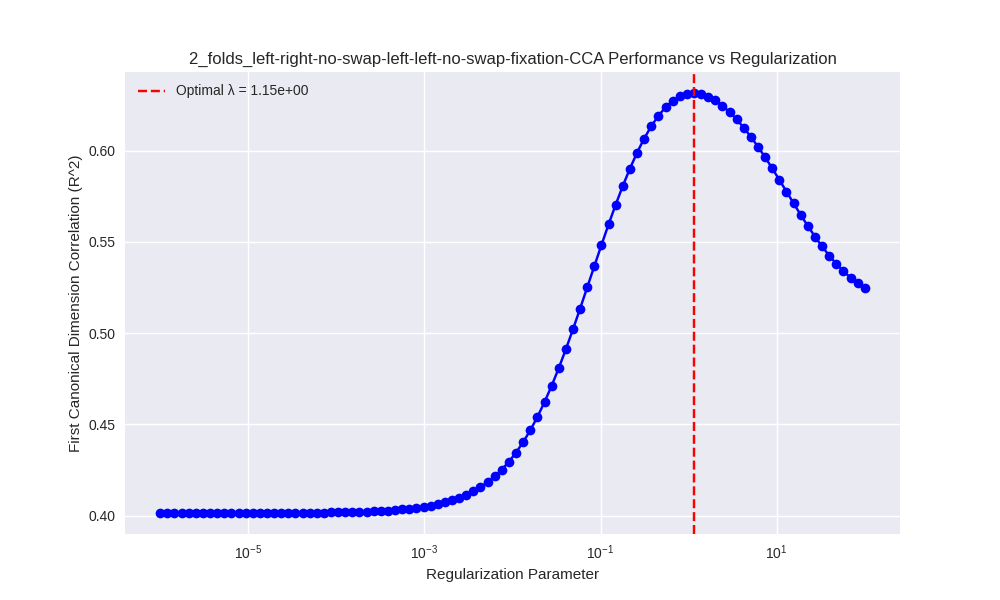 2_folds_left-right-no-swap-left-left-no-swap-fixation-CCA Performance vs Regularization
Optimal λ = 1.15e+00
First Canonical Dimension Correlation (R^2)
0.60
0.55
0.50
0.45
0.40
10⁻⁵ 10⁻³ 10⁻¹ 10¹
Regularization Parameter